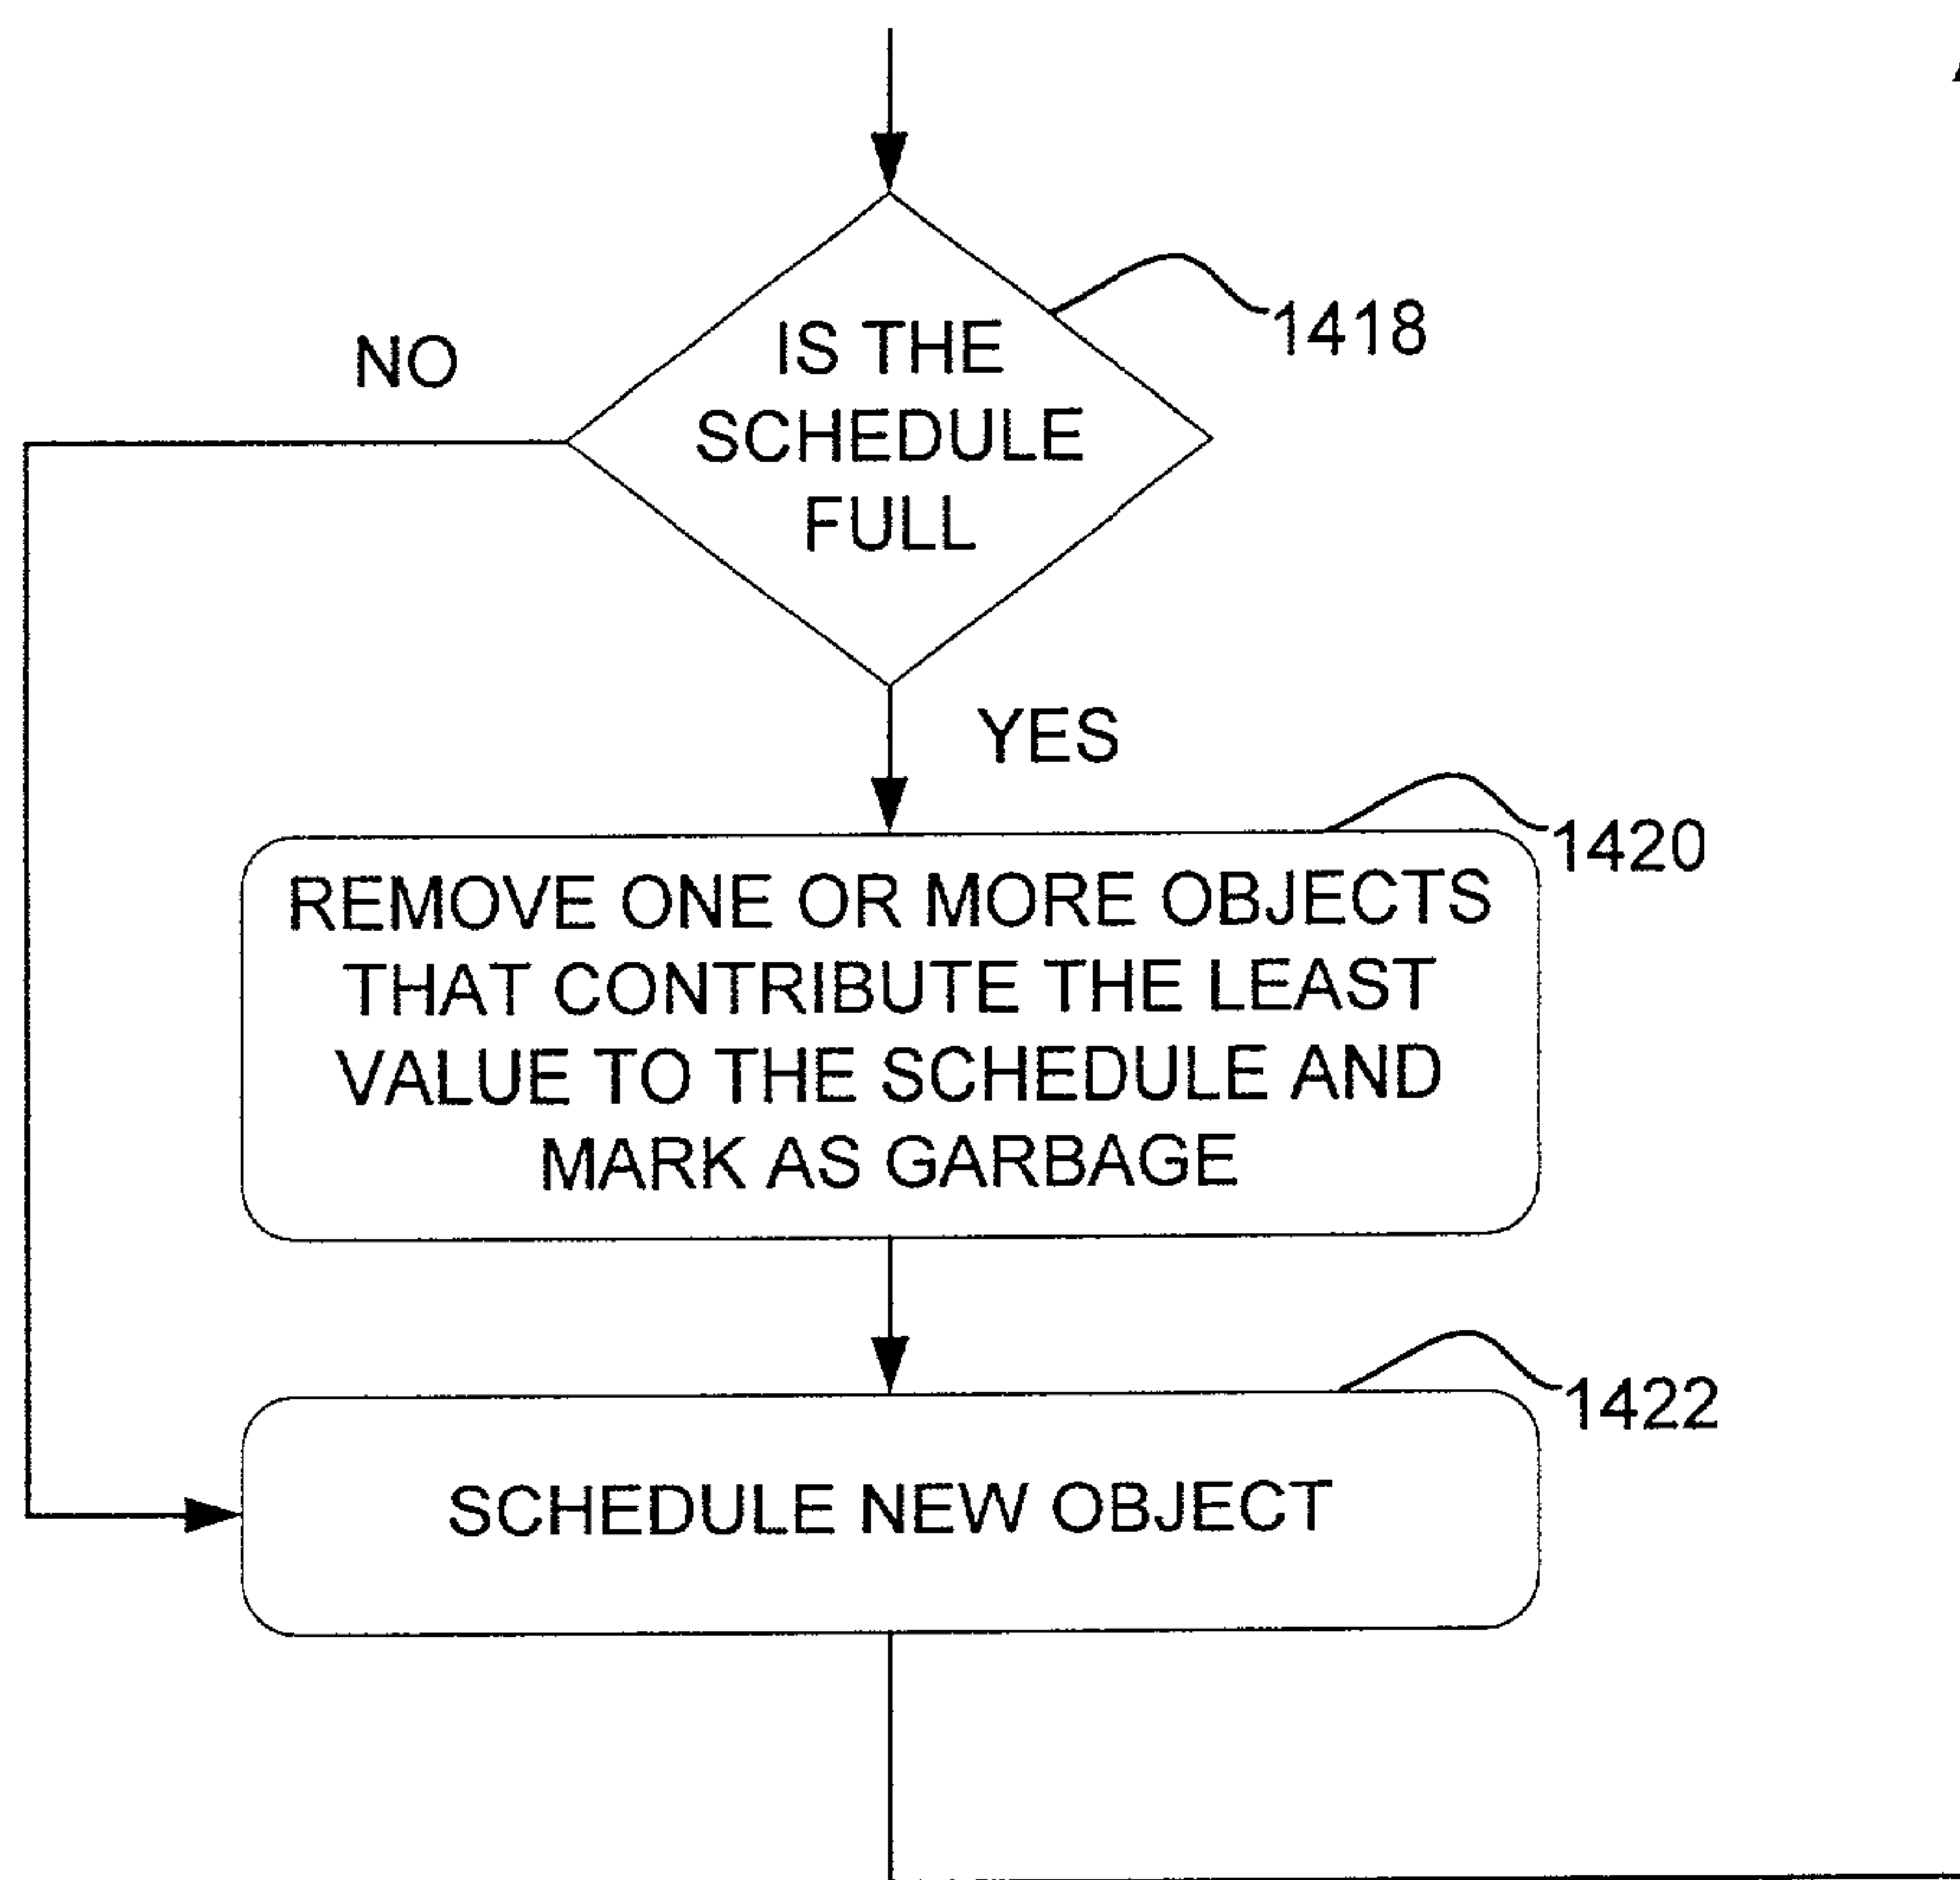 IS THE
SCHEDULE
FULL
1418
NO
YES
1420
REMOVE ONE OR MORE OBJECTS
THAT CONTRIBUTE THE LEAST
VALUE TO THE SCHEDULE AND
MARK AS GARBAGE
1422
SCHEDULE NEW OBJECT